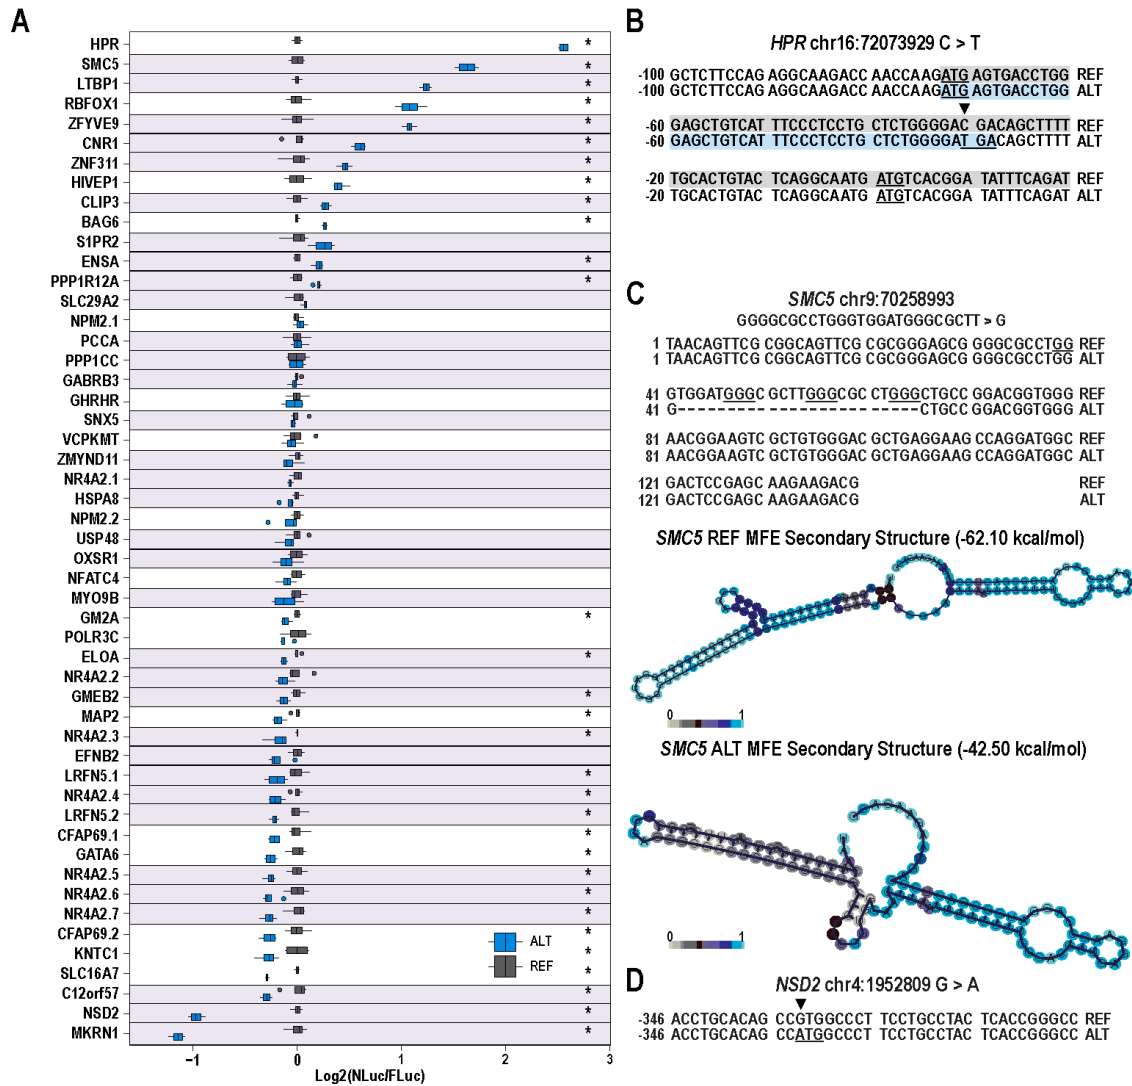 A
HPR *
SMC5 *
LTBP1 *
RBFOX1 *
ZFYVE9 *
CNR1 *
ZNF311 *
HIVEP1 *
CLIP3 *
BAG6 *
S1PR2
ENSA *
PPP1R12A *
SLC29A2
NPM2.1
PCCA
PPP1CC
GABRB3
GHRHR
SNX5
VCPKMT
ZMYND11
NR4A2.1
HSPA8
NPM2.2
USP48
OXSR1
NFATC4
MYO9B
GM2A *
POLR3C
ELOA *
NR4A2.2
GMEB2 *
MAP2 *
NR4A2.3 *
EFNB2
LRFN5.1 *
NR4A2.4 *
LRFN5.2 *
CFAP69.1 *
GATA6 *
NR4A2.5 *
NR4A2.6 *
NR4A2.7 *
CFAP69.2 *
KNTC1 *
SLC16A7 *
C12orf57 *
NSD2 *
MKRN1 *
ALT
REF
−1 0 1 2 3
Log2(NLuc/FLuc)
B
HPR chr16:72073929 C > T
-100 GCTCTTCCAG AGGCAAGACC AACCAAGATG AGTGACCTGG REF
-100 GCTCTTCCAG AGGCAAGACC AACCAAGATG AGTGACCTGG ALT
-60 GAGCTGTCAT TTCCCTCCTG CTCTGGGGAC GACAGCTTTT REF
-60 GAGCTGTCAT TTCCCTCCTG CTCTGGGGAT GACAGCTTTT ALT
-20 TGCACTGTAC TCAGGCAATG ATGTCACGGA TATTTCAGAT REF
-20 TGCACTGTAC TCAGGCAATG ATGTCACGGA TATTTCAGAT ALT
C
SMC5 chr9:70258993
GGGGCGCCTGGGTGGATGGGCGCTT > G
1 TAACAGTTCG CGGCAGTTCG CGCGGGAGCG GGGCGCCTGG REF
1 TAACAGTTCG CGGCAGTTCG CGCGGGAGCG GGGCGCCTGG ALT
41 GTGGATGGGC GCTTGGGCGC CTGGGCTGCC GGACGGTGGG REF
41 G------------------------CTGCC GGACGGTGGG ALT
81 AACGGAAGTC GCTGTGGGAC GCTGAGGAAG CCAGGATGGC REF
81 AACGGAAGTC GCTGTGGGAC GCTGAGGAAG CCAGGATGGC ALT
121 GACTCCGAGC AAGAAGACG REF
121 GACTCCGAGC AAGAAGACG ALT
SMC5 REF MFE Secondary Structure (-62.10 kcal/mol)
0 1
SMC5 ALT MFE Secondary Structure (-42.50 kcal/mol)
0 1
D
NSD2 chr4:1952809 G > A
-346 ACCTGCACAG CCGTGGCCCT TCCTGCCTAC TCACCGGGCC REF
-346 ACCTGCACAG CCATGGCCCT TCCTGCCTAC TCACCGGGCC ALT